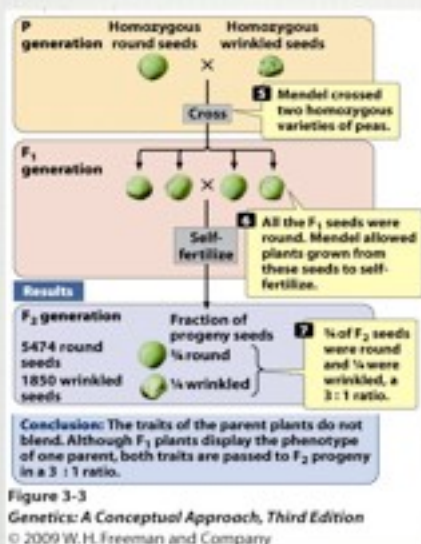 P
generation
Homozygous
round seeds
Homozygous
wrinkled seeds
×
5 Mendel crossed
two homozygous
varieties of peas.
Cross
F1
generation
×
6 All the F1 seeds were
round. Mendel allowed
plants grown from
these seeds to self-
fertilize.
Self-
fertilize
Results
F2 generation
Fraction of
progeny seeds
5474 round
seeds
¾ round
1850 wrinkled
seeds
¼ wrinkled
7 ¾ of F2 seeds
were round
and ¼ were
wrinkled, a
3 : 1 ratio.
Conclusion: The traits of the parent plants do not
blend. Although F1 plants display the phenotype
of one parent, both traits are passed to F2 progeny
in a 3 : 1 ratio.
Figure 3-3
Genetics: A Conceptual Approach, Third Edition
© 2009 W. H. Freeman and Company